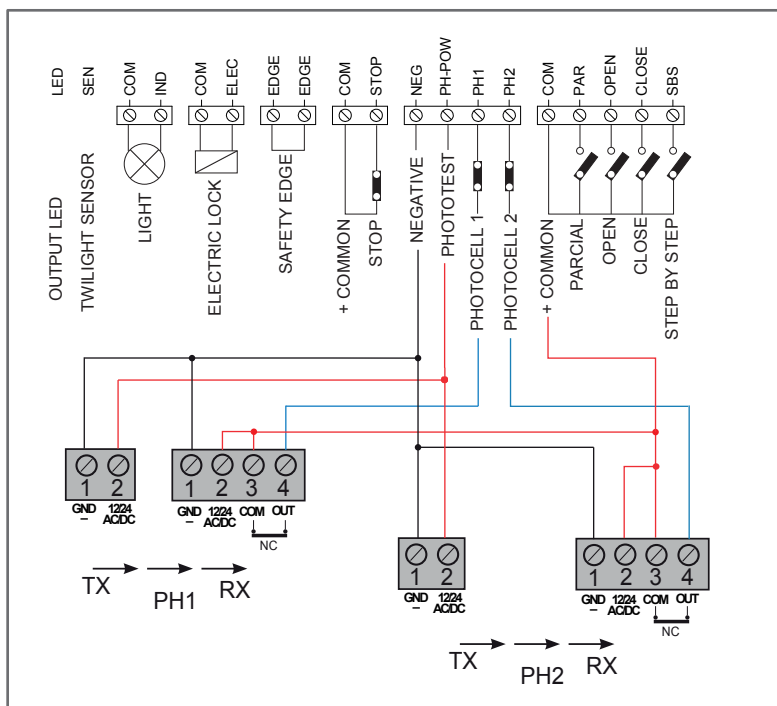 LED
SEN
COM
IND
COM
ELEC
EDGE
EDGE
COM
STOP
NEG
PH-POW
PH1
PH2
COM
PAR
OPEN
CLOSE
SBS
OUTPUT LED
TWILIGHT SENSOR
LIGHT
ELECTRIC LOCK
SAFETY EDGE
+ COMMON
STOP
NEGATIVE
PHOTOTEST
PHOTOCELL 1
PHOTOCELL 2
+ COMMON
PARCIAL
OPEN
CLOSE
STEP BY STEP
1 2
GND 12/24
– AC/DC
1 2 3 4
GND 12/24 COM OUT
– AC/DC
NC
TX PH1 RX
1 2
GND 12/24
– AC/DC
1 2 3 4
GND 12/24 COM OUT
– AC/DC
NC
TX PH2 RX